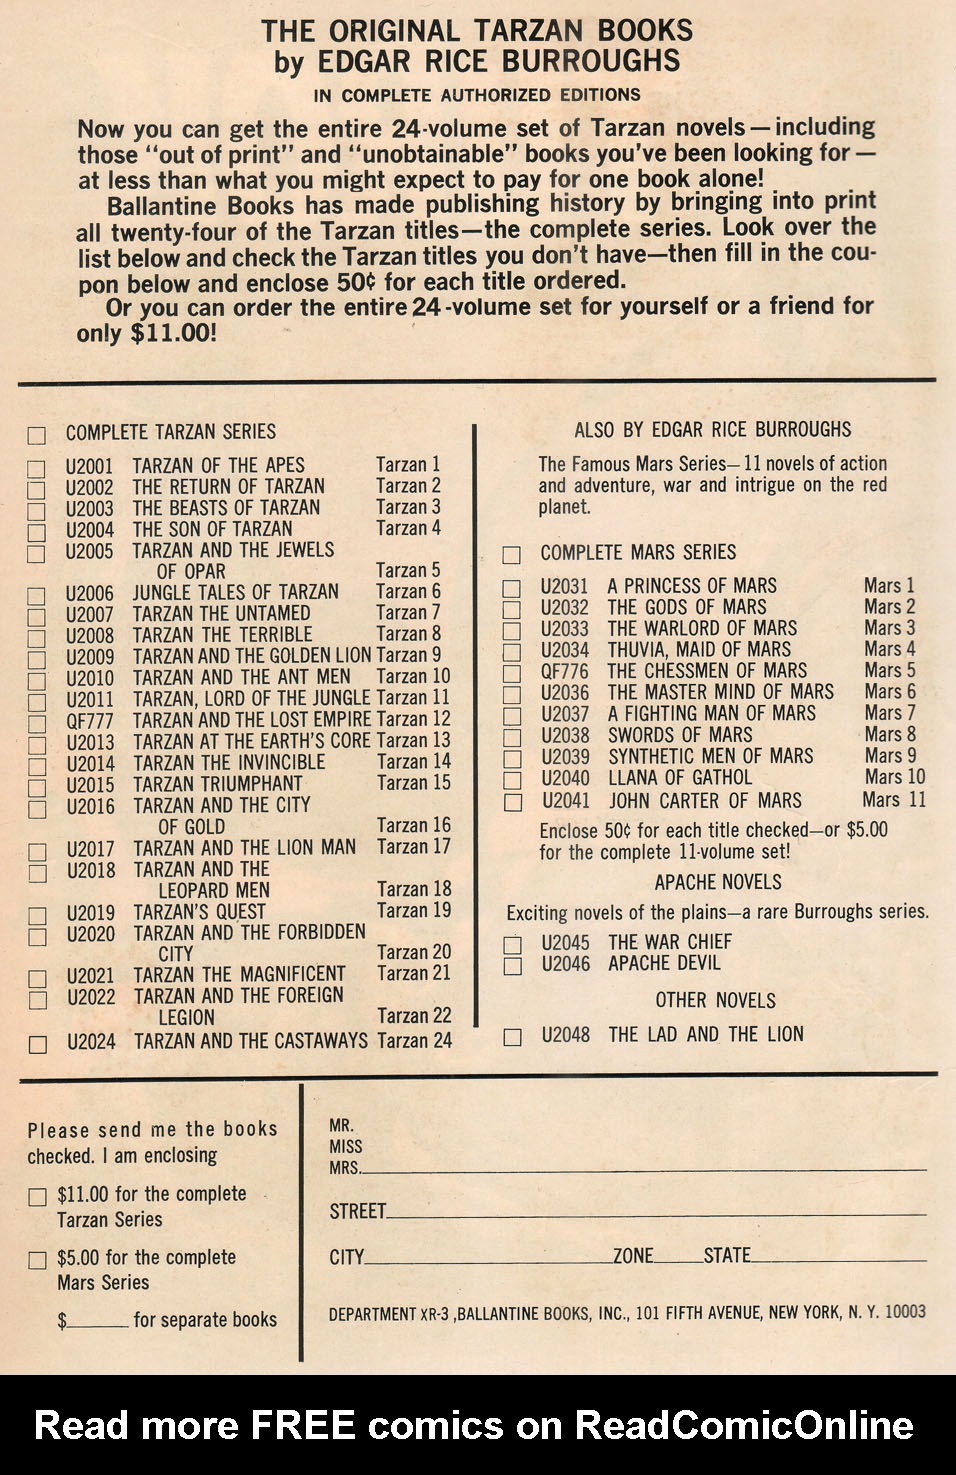 THE ORIGINAL TARZAN BOOKS
by EDGAR RICE BURROUGHS
IN COMPLETE AUTHORIZED EDITIONS
Now you can get the entire 24-volume set of Tarzan novels—including
those "out of print" and "unobtainable" books you've been looking for—
at less than what you might expect to pay for one book alone!
Ballantine Books has made publishing history by bringing into print
all twenty-four of the Tarzan titles—the complete series. Look over the
list below and check the Tarzan titles you don't have—then fill in the cou-
pon below and enclose 50¢ for each title ordered.
Or you can order the entire 24-volume set for yourself or a friend for
only $11.00!
COMPLETE TARZAN SERIES
U2001 TARZAN OF THE APES Tarzan 1
U2002 THE RETURN OF TARZAN Tarzan 2
U2003 THE BEASTS OF TARZAN Tarzan 3
U2004 THE SON OF TARZAN Tarzan 4
U2005 TARZAN AND THE JEWELS
OF OPAR Tarzan 5
U2006 JUNGLE TALES OF TARZAN Tarzan 6
U2007 TARZAN THE UNTAMED Tarzan 7
U2008 TARZAN THE TERRIBLE Tarzan 8
U2009 TARZAN AND THE GOLDEN LION Tarzan 9
U2010 TARZAN AND THE ANT MEN Tarzan 10
U2011 TARZAN, LORD OF THE JUNGLE Tarzan 11
QF777 TARZAN AND THE LOST EMPIRE Tarzan 12
U2013 TARZAN AT THE EARTH'S CORE Tarzan 13
U2014 TARZAN THE INVINCIBLE Tarzan 14
U2015 TARZAN TRIUMPHANT Tarzan 15
U2016 TARZAN AND THE CITY
OF GOLD Tarzan 16
U2017 TARZAN AND THE LION MAN Tarzan 17
U2018 TARZAN AND THE
LEOPARD MEN Tarzan 18
U2019 TARZAN'S QUEST Tarzan 19
U2020 TARZAN AND THE FORBIDDEN
CITY Tarzan 20
U2021 TARZAN THE MAGNIFICENT Tarzan 21
U2022 TARZAN AND THE FOREIGN
LEGION Tarzan 22
U2024 TARZAN AND THE CASTAWAYS Tarzan 24
ALSO BY EDGAR RICE BURROUGHS
The Famous Mars Series—11 novels of action
and adventure, war and intrigue on the red
planet.
COMPLETE MARS SERIES
U2031 A PRINCESS OF MARS Mars 1
U2032 THE GODS OF MARS Mars 2
U2033 THE WARLORD OF MARS Mars 3
U2034 THUVIA, MAID OF MARS Mars 4
QF776 THE CHESSMEN OF MARS Mars 5
U2036 THE MASTER MIND OF MARS Mars 6
U2037 A FIGHTING MAN OF MARS Mars 7
U2038 SWORDS OF MARS Mars 8
U2039 SYNTHETIC MEN OF MARS Mars 9
U2040 LLANA OF GATHOL Mars 10
U2041 JOHN CARTER OF MARS Mars 11
Enclose 50¢ for each title checked—or $5.00
for the complete 11-volume set!
APACHE NOVELS
Exciting novels of the plains—a rare Burroughs series.
U2045 THE WAR CHIEF
U2046 APACHE DEVIL
OTHER NOVELS
U2048 THE LAD AND THE LION
Please send me the books
checked. I am enclosing
$11.00 for the complete
Tarzan Series
$5.00 for the complete
Mars Series
$______ for separate books
MR.
MISS
MRS.
STREET
CITY ZONE STATE
DEPARTMENT XR-3, BALLANTINE BOOKS, INC., 101 FIFTH AVENUE, NEW YORK, N. Y. 10003
Read more FREE comics on ReadComicOnline